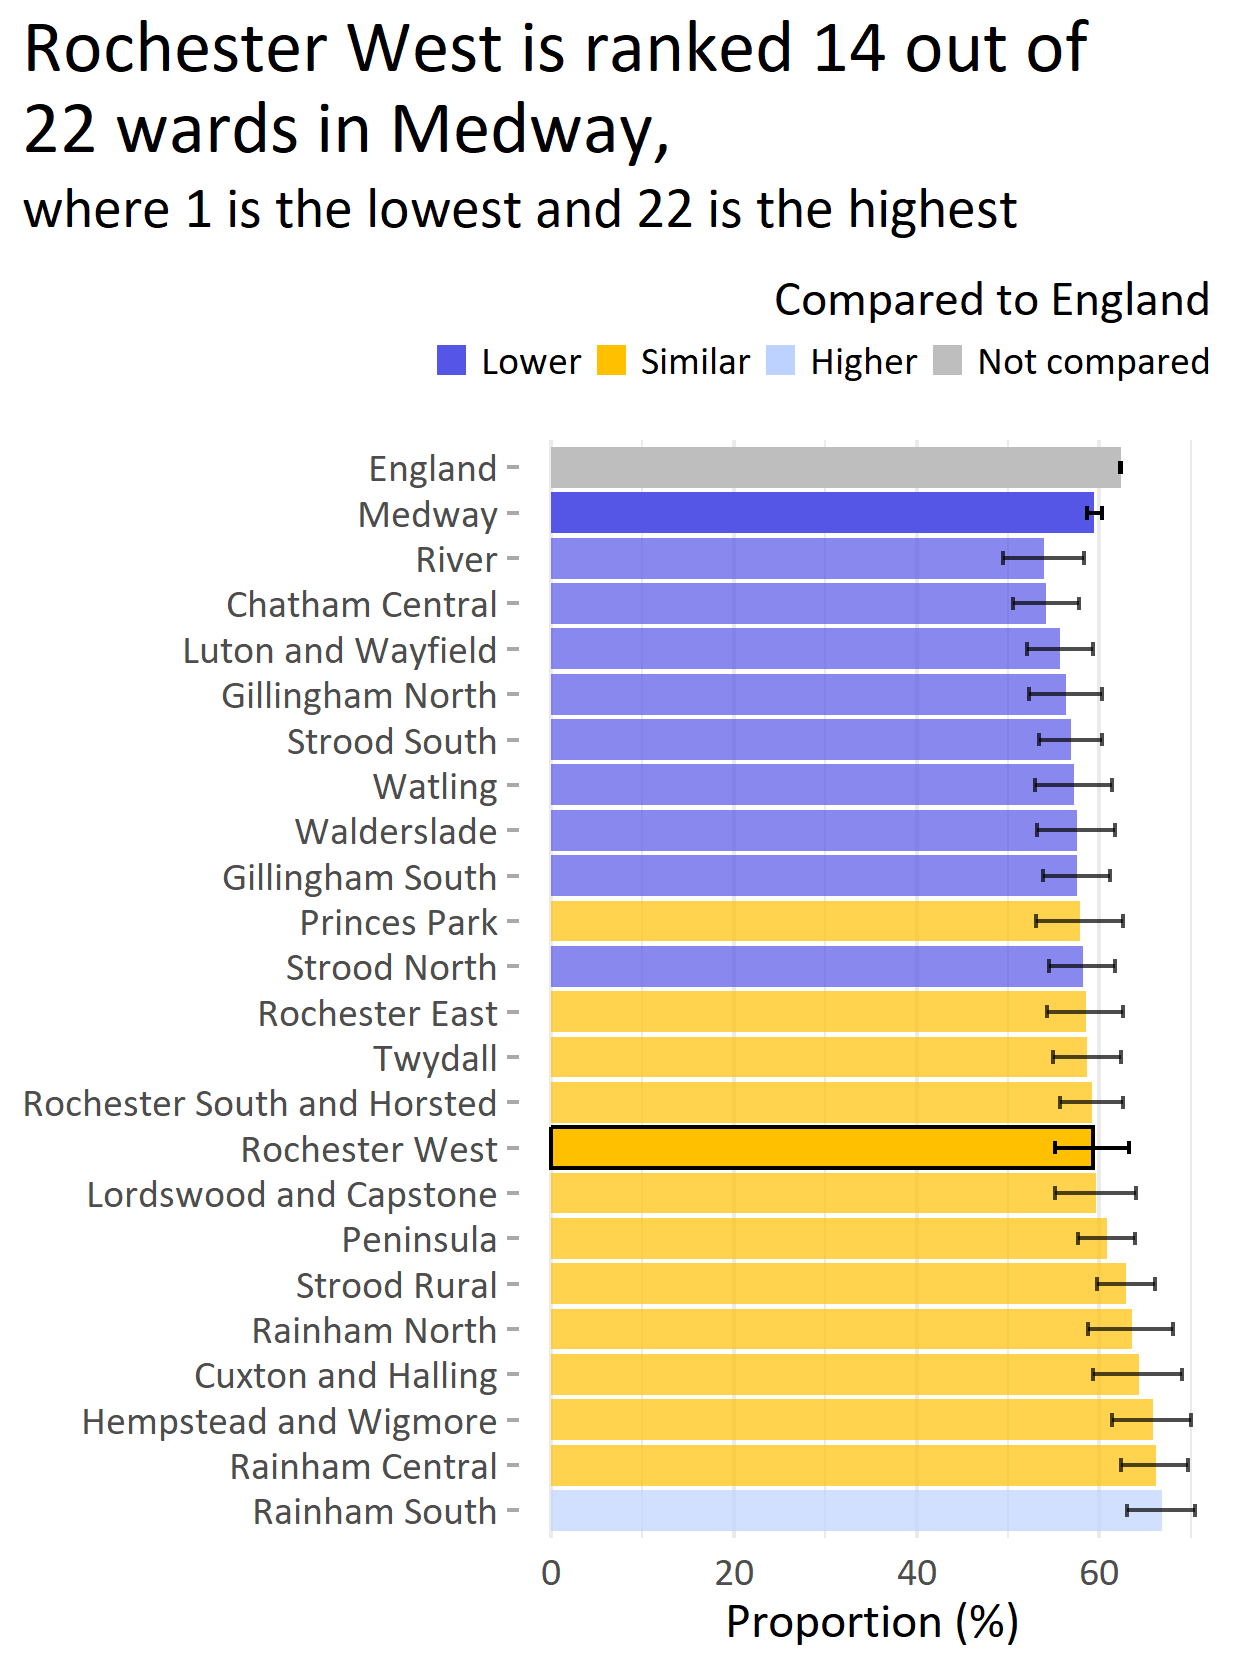 Rochester West is ranked 14 out of
22 wards in Medway,
where 1 is the lowest and 22 is the highest
Compared to England
Lower Similar Higher Not compared
England
Medway
River
Chatham Central
Luton and Wayfield
Gillingham North
Strood South
Watling
Walderslade
Gillingham South
Princes Park
Strood North
Rochester East
Twydall
Rochester South and Horsted
Rochester West
Lordswood and Capstone
Peninsula
Strood Rural
Rainham North
Cuxton and Halling
Hempstead and Wigmore
Rainham Central
Rainham South
0 20 40 60
Proportion (%)